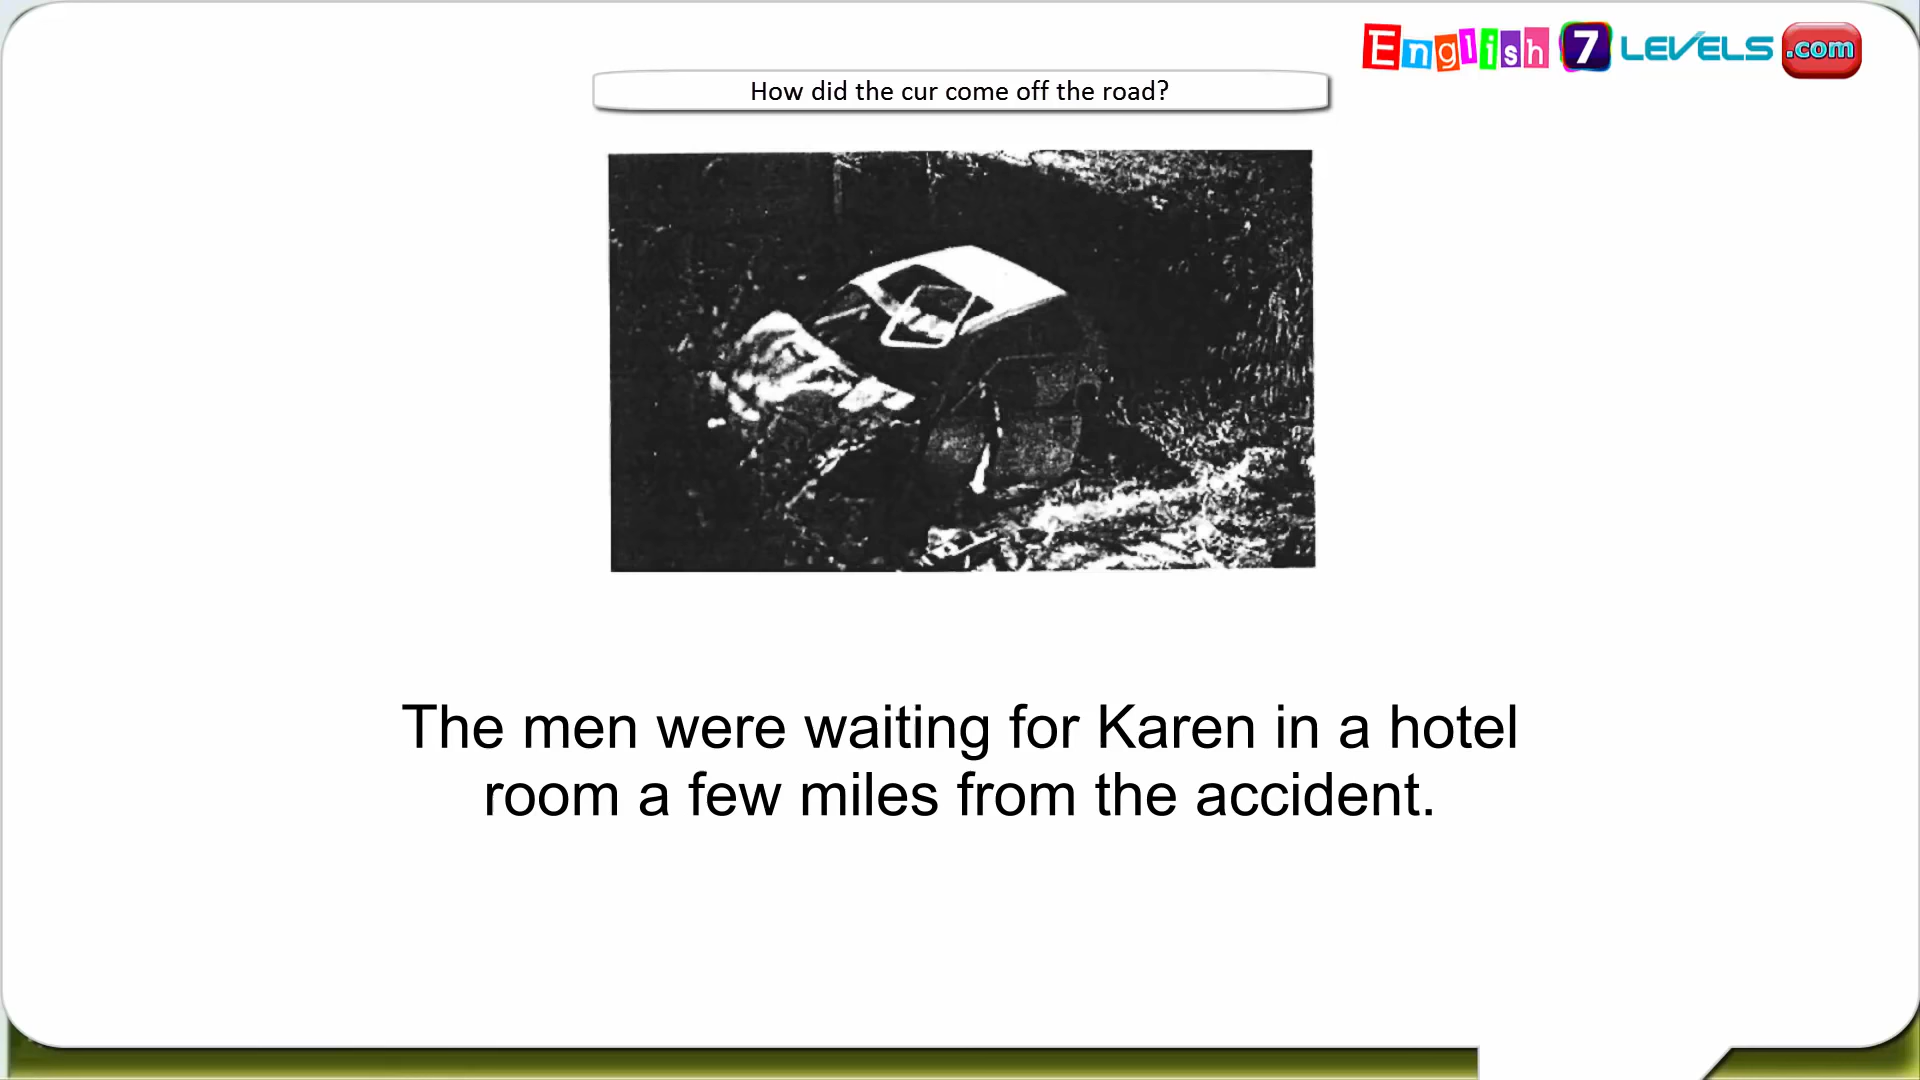 English 7 LEVELS .com
How did the cur come off the road?
The men were waiting for Karen in a hotel
room a few miles from the accident.